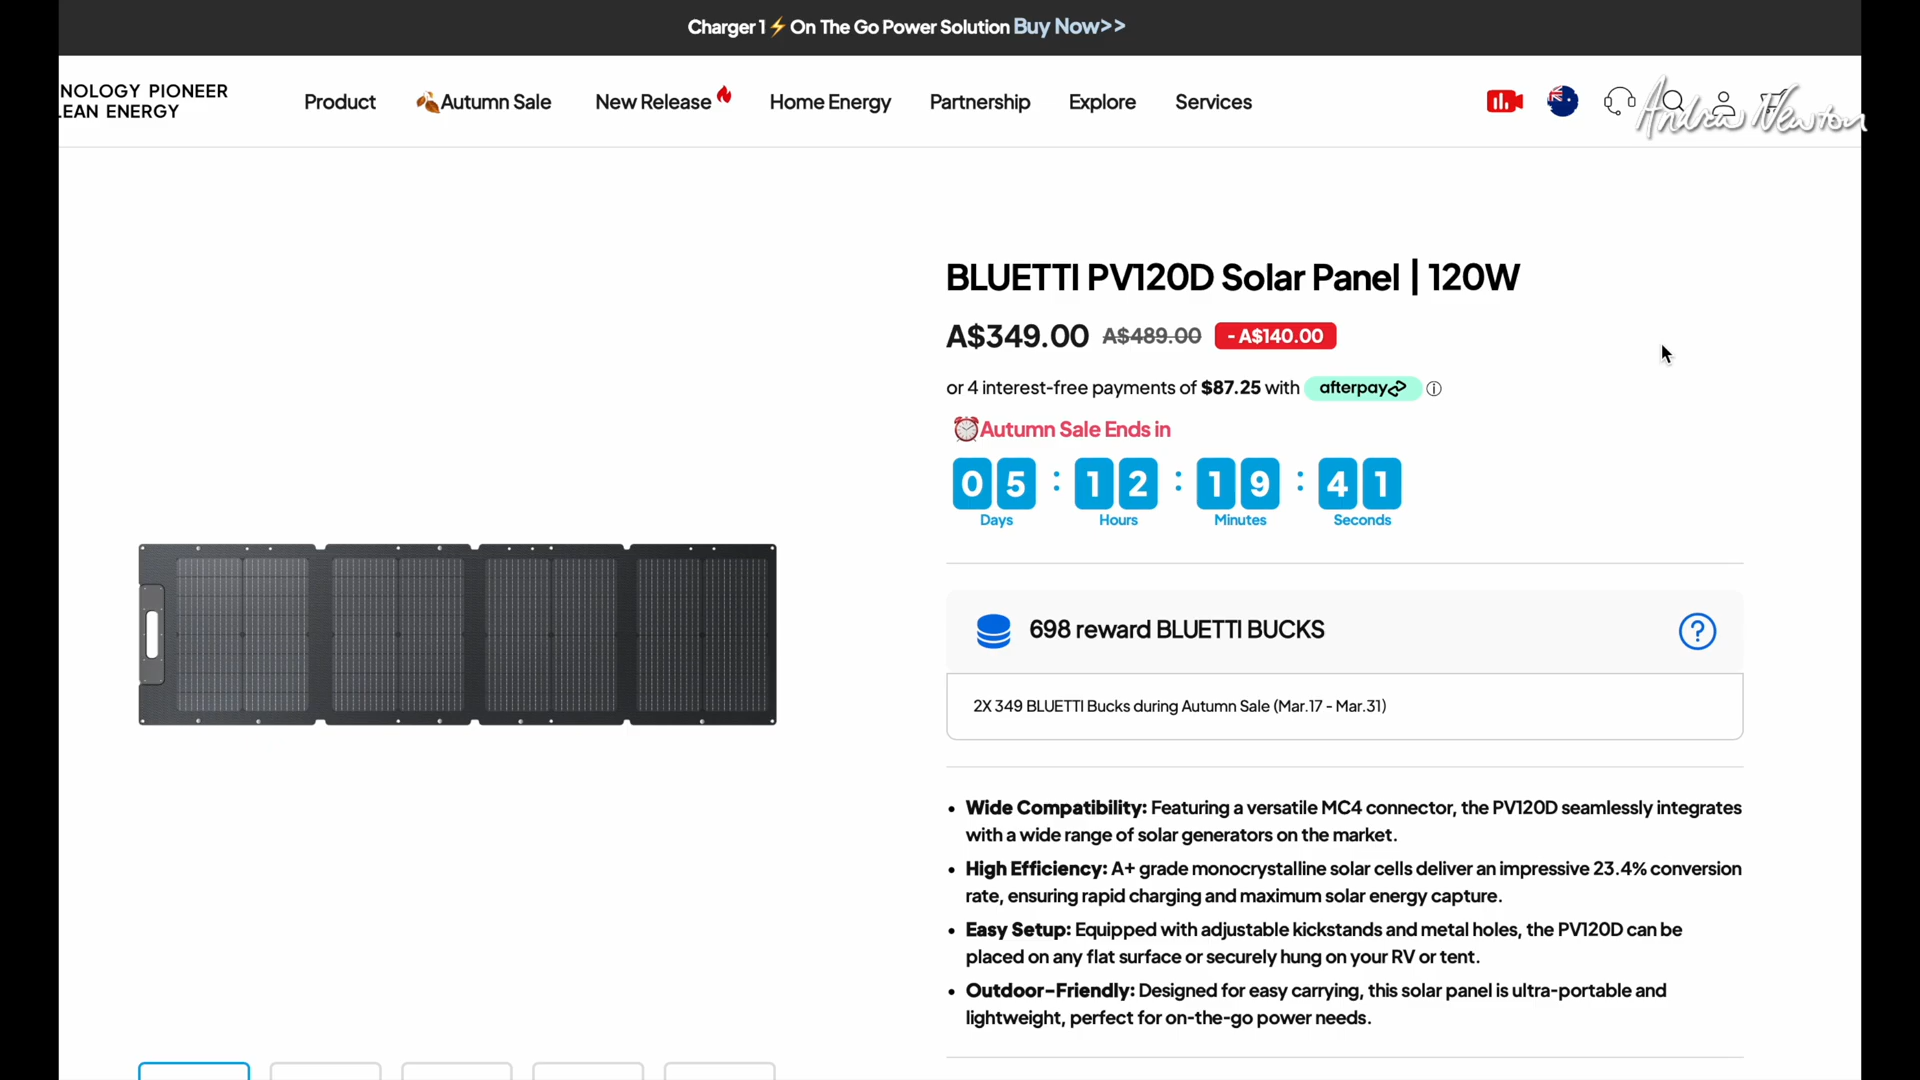 Charger 1⚡On The Go Power Solution Buy Now>>
NOLOGY PIONEER
LEAN ENERGY
Product
Autumn Sale
New Release
Home Energy
Partnership
Explore
Services
Andrew Newton
BLUETTI PV120D Solar Panel | 120W
A$349.00 A$489.00 - A$140.00
or 4 interest-free payments of $87.25 with afterpay
Autumn Sale Ends in
05 : 12 : 19 : 41
Days Hours Minutes Seconds
698 reward BLUETTI BUCKS
2X 349 BLUETTI Bucks during Autumn Sale (Mar.17 - Mar.31)
• Wide Compatibility: Featuring a versatile MC4 connector, the PV120D seamlessly integrates
with a wide range of solar generators on the market.
• High Efficiency: A+ grade monocrystalline solar cells deliver an impressive 23.4% conversion
rate, ensuring rapid charging and maximum solar energy capture.
• Easy Setup: Equipped with adjustable kickstands and metal holes, the PV120D can be
placed on any flat surface or securely hung on your RV or tent.
• Outdoor-Friendly: Designed for easy carrying, this solar panel is ultra-portable and
lightweight, perfect for on-the-go power needs.